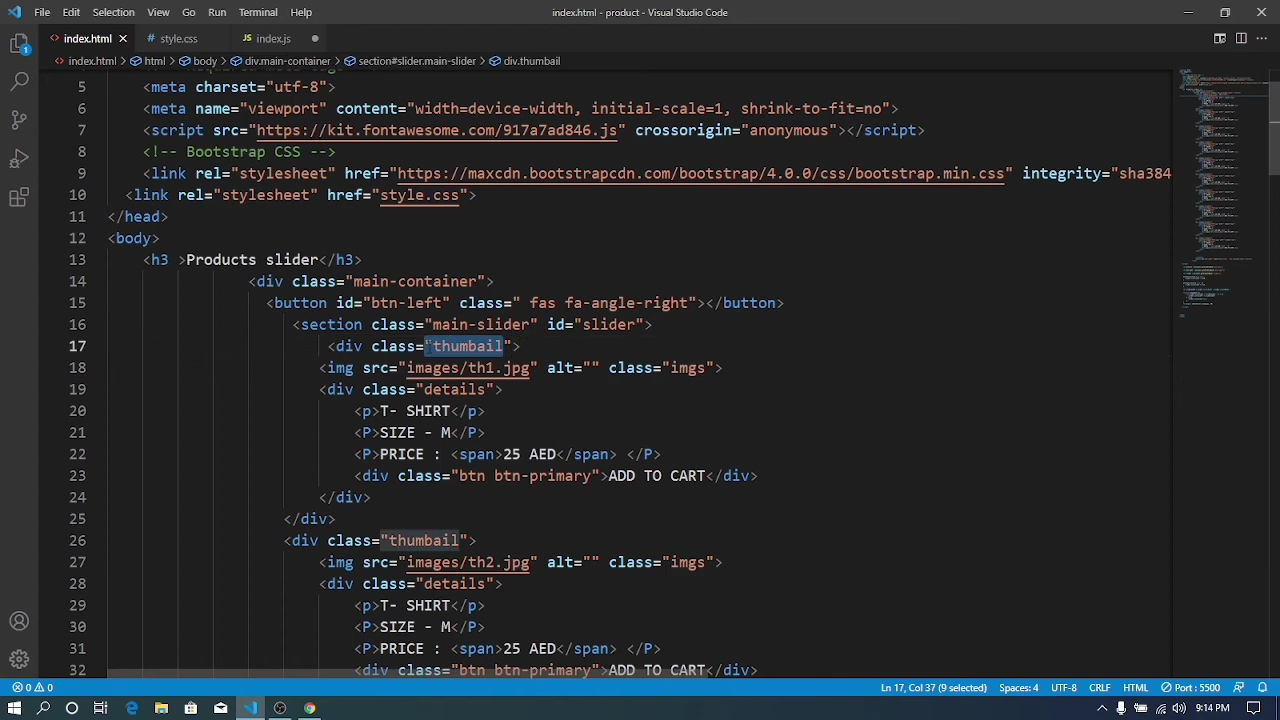 File Edit Selection View Go Run Terminal Help
index.html - product - Visual Studio Code
index.html
style.css
JS index.js
index.html > html > body > div.main-container > section#slider.main-slider > div.thumbail
5 <meta charset="utf-8">
6 <meta name="viewport" content="width=device-width, initial-scale=1, shrink-to-fit=no">
7 <script src="https://kit.fontawesome.com/917a7ad846.js" crossorigin="anonymous"></script>
8 <!-- Bootstrap CSS -->
9 <link rel="stylesheet" href="https://maxcdn.bootstrapcdn.com/bootstrap/4.0.0/css/bootstrap.min.css" integrity="sha384
10 <link rel="stylesheet" href="style.css">
11 </head>
12 <body>
13 <h3 >Products slider</h3>
14 <div class="main-container">
15 <button id="btn-left" class=" fas fa-angle-right"></button>
16 <section class="main-slider" id="slider">
17 <div class="thumbail">
18 <img src="images/th1.jpg" alt="" class="imgs">
19 <div class="details">
20 <p>T- SHIRT</p>
21 <P>SIZE - M</P>
22 <P>PRICE : <span>25 AED</span> </P>
23 <div class="btn btn-primary">ADD TO CART</div>
24 </div>
25 </div>
26 <div class="thumbail">
27 <img src="images/th2.jpg" alt="" class="imgs">
28 <div class="details">
29 <p>T- SHIRT</p>
30 <P>SIZE - M</P>
31 <P>PRICE : <span>25 AED</span> </P>
32 <div class="btn btn-primary">ADD TO CART</div>
1
0 0
Ln 17, Col 37 (9 selected) Spaces: 4 UTF-8 CRLF HTML Port : 5500
9:14 PM